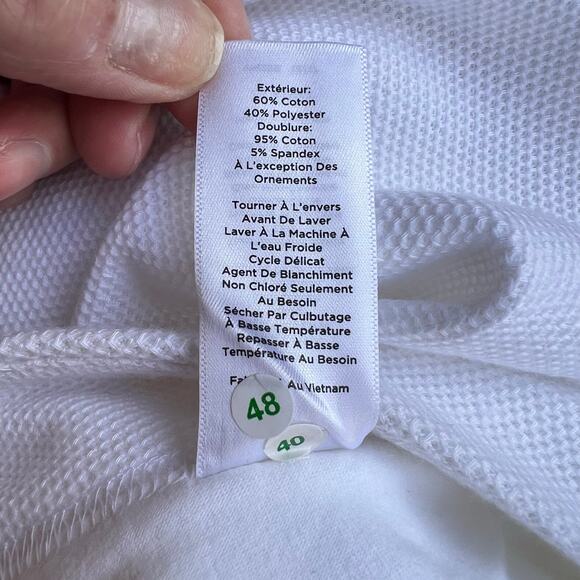 Extérieur:
60% Coton
40% Polyester
Doublure:
95% Coton
5% Spandex
À L'exception Des
Ornements
Tourner À L'envers
Avant De Laver
Laver À La Machine À
L'eau Froide
Cycle Délicat
Agent De Blanchiment
Non Chloré Seulement
Au Besoin
Sécher Par Culbutage
À Basse Température
Repasser À Basse
Température Au Besoin
Au Vietnam
48
40